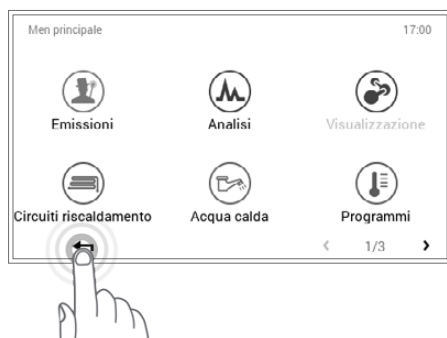 Men principale 17:00
Emissioni Analisi Visualizzazione
Circuiti riscaldamento Acqua calda Programmi
1/3